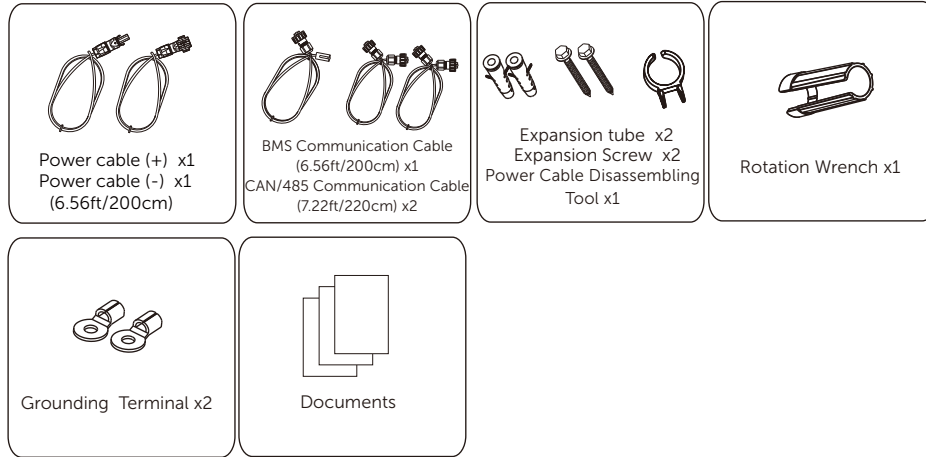 Power cable (+) x1
Power cable (-) x1
(6.56ft/200cm)
BMS Communication Cable
(6.56ft/200cm) x1
CAN/485 Communication Cable
(7.22ft/220cm) x2
Expansion tube x2
Expansion Screw x2
Power Cable Disassembling
Tool x1
Rotation Wrench x1
Grounding Terminal x2
Documents